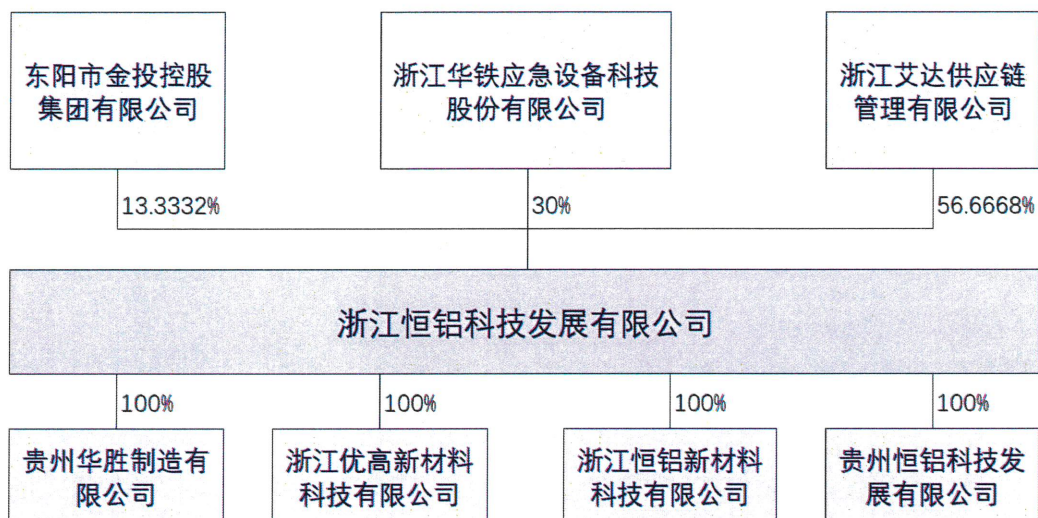 东阳市金投控股
集团有限公司
浙江华铁应急设备科技
股份有限公司
浙江艾达供应链
管理有限公司
13.3332%
30%
56.6668%
浙江恒铝科技发展有限公司
100%
100%
100%
100%
贵州华胜制造有
限公司
浙江优高新材料
科技有限公司
浙江恒铝新材料
科技有限公司
贵州恒铝科技发
展有限公司